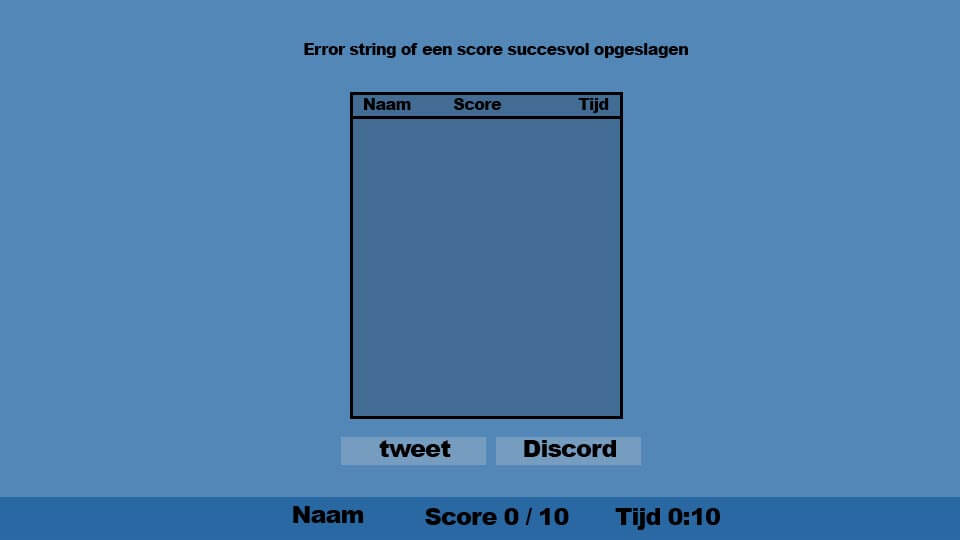 Error string of een score succesvol opgeslagen
Naam Score Tijd
tweet Discord
Naam Score 0 / 10 Tijd 0:10